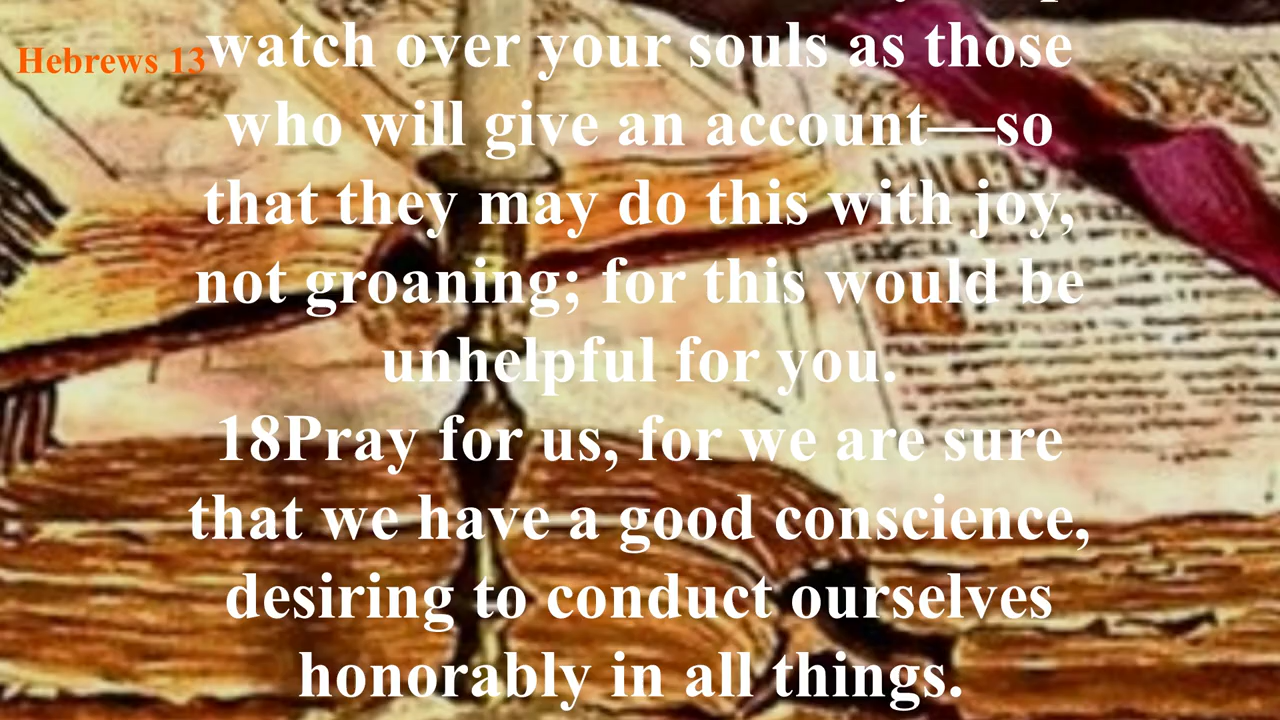 Hebrews 13
watch over your souls as those
who will give an account—so
that they may do this with joy,
not groaning; for this would be
unhelpful for you.
18Pray for us, for we are sure
that we have a good conscience,
desiring to conduct ourselves
honorably in all things.